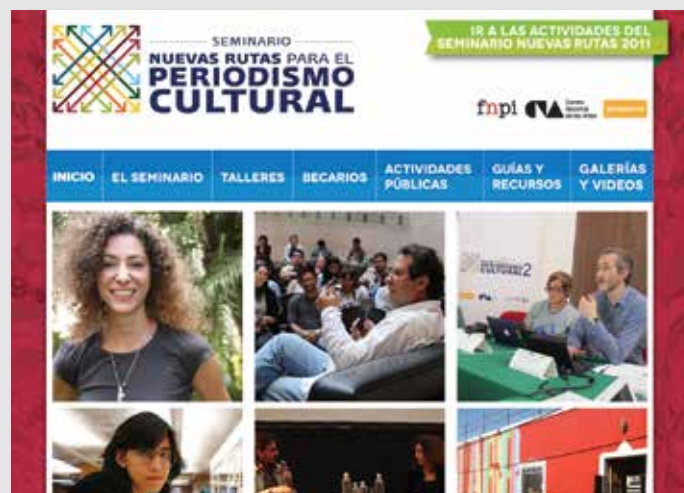 SEMINARIO
NUEVAS RUTAS PARA EL
PERIODISMO
CULTURAL
IR A LAS ACTIVIDADES DEL
SEMINARIO NUEVAS RUTAS 2011
fnpi
INICIO
EL SEMINARIO
TALLERES
BECARIOS
ACTIVIDADES
PÚBLICAS
GUÍAS Y
RECURSOS
GALERÍAS
Y VIDEOS
CULTURAL2